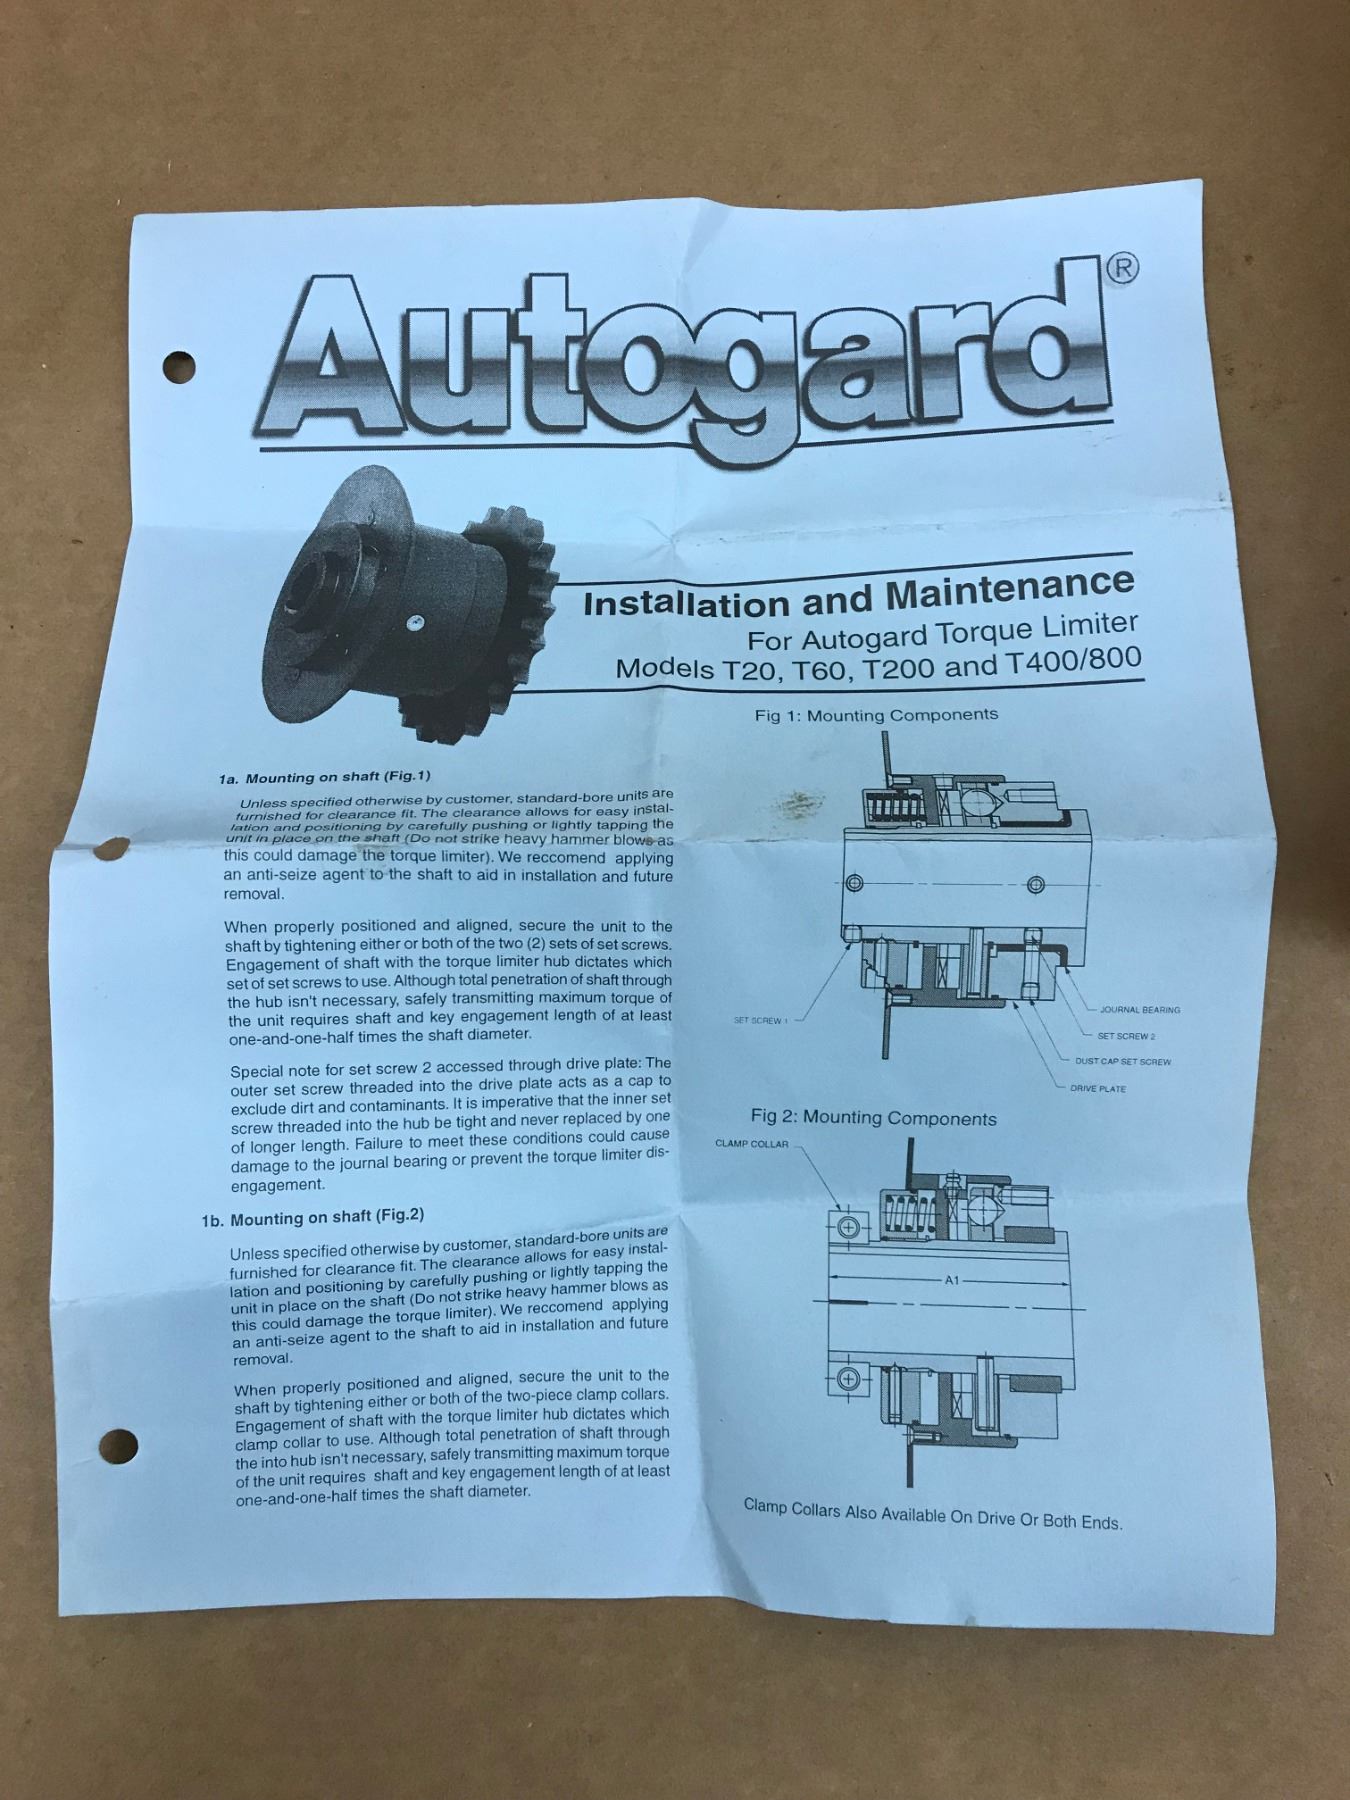 Autogard®
Installation and Maintenance
For Autogard Torque Limiter
Models T20, T60, T200 and T400/800
1a. Mounting on shaft (Fig.1)
Unless specified otherwise by customer, standard-bore units are
furnished for clearance fit. The clearance allows for easy instal-
lation and positioning by carefully pushing or lightly tapping the
unit in place on the shaft (Do not strike heavy hammer blows as
this could damage the torque limiter). We reccomend applying
an anti-seize agent to the shaft to aid in installation and future
removal.
When properly positioned and aligned, secure the unit to the
shaft by tightening either or both of the two (2) sets of set screws.
Engagement of shaft with the torque limiter hub dictates which
set of set screws to use. Although total penetration of shaft through
the hub isn't necessary, safely transmitting maximum torque of
the unit requires shaft and key engagement length of at least
one-and-one-half times the shaft diameter.
Special note for set screw 2 accessed through drive plate: The
outer set screw threaded into the drive plate acts as a cap to
exclude dirt and contaminants. It is imperative that the inner set
screw threaded into the hub be tight and never replaced by one
of longer length. Failure to meet these conditions could cause
damage to the journal bearing or prevent the torque limiter dis-
engagement.
1b. Mounting on shaft (Fig.2)
Unless specified otherwise by customer, standard-bore units are
furnished for clearance fit. The clearance allows for easy instal-
lation and positioning by carefully pushing or lightly tapping the
unit in place on the shaft (Do not strike heavy hammer blows as
this could damage the torque limiter). We reccomend applying
an anti-seize agent to the shaft to aid in installation and future
removal.
When properly positioned and aligned, secure the unit to the
shaft by tightening either or both of the two-piece clamp collars.
Engagement of shaft with the torque limiter hub dictates which
clamp collar to use. Although total penetration of shaft through
the into hub isn't necessary, safely transmitting maximum torque
of the unit requires shaft and key engagement length of at least
one-and-one-half times the shaft diameter.
Fig 1: Mounting Components
SET SCREW 1
JOURNAL BEARING
SET SCREW 2
DUST CAP SET SCREW
DRIVE PLATE
Fig 2: Mounting Components
CLAMP COLLAR
A1
Clamp Collars Also Available On Drive Or Both Ends.